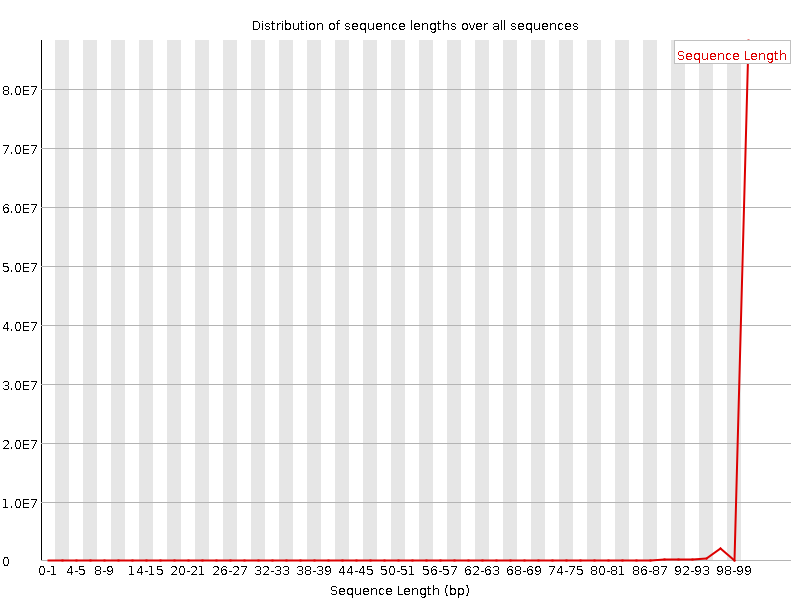 Distribution of sequence lengths over all sequences
Sequence Length
8.0E7
7.0E7
6.0E7
5.0E7
4.0E7
3.0E7
2.0E7
1.0E7
0
0-1 4-5 8-9 14-15 20-21 26-27 32-33 38-39 44-45 50-51 56-57 62-63 68-69 74-75 80-81 86-87 92-93 98-99
Sequence Length (bp)